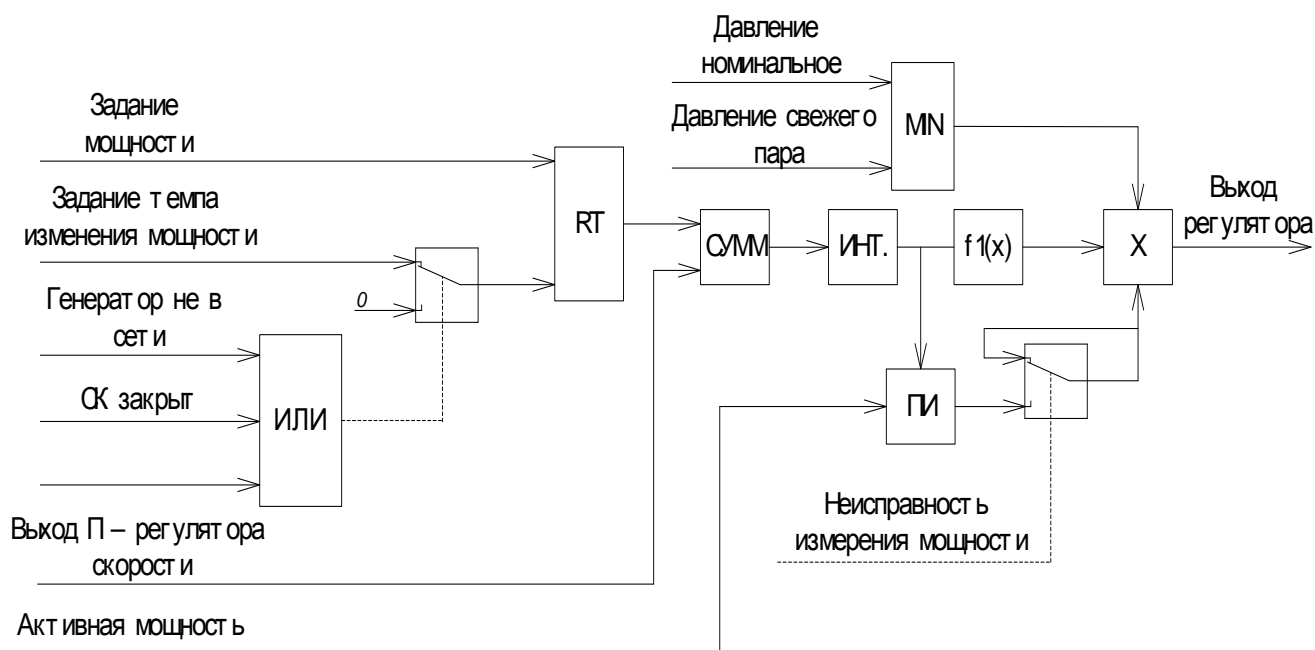 Давление
номинальное
Задание
мощности
Давление свежего
пара
MIN
Задание темпа
изменения мощности
RT
Выход
регулятора
СУММ
ИНТ.
f1(x)
X
Генератор не в
сети
0
СК закрыт
ИЛИ
ПИ
Выход П – регулятора
скорости
Неисправность
измерения мощности
Активная мощность